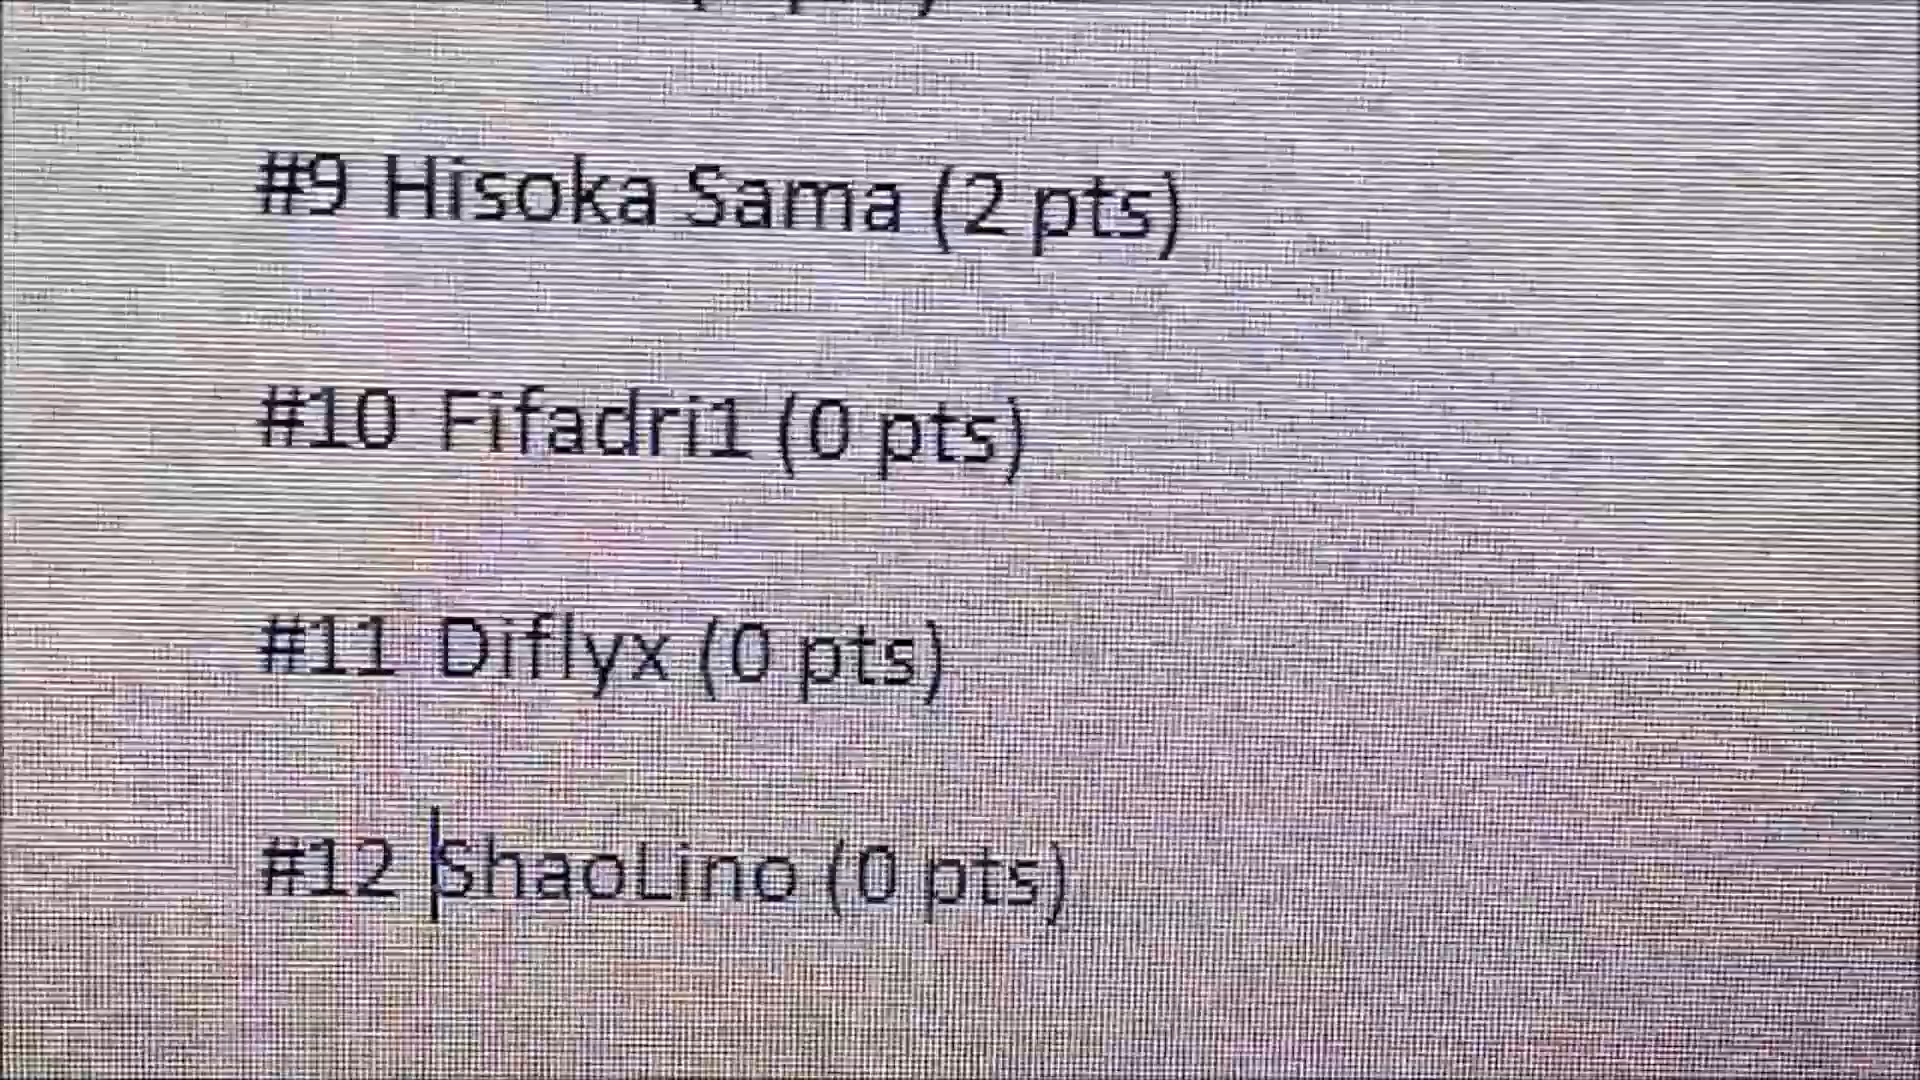 #9 Hisoka Sama (2 pts)
#10 Fifadri1 (0 pts)
#11 Diflyx (0 pts)
#12 ShaoLino (0 pts)